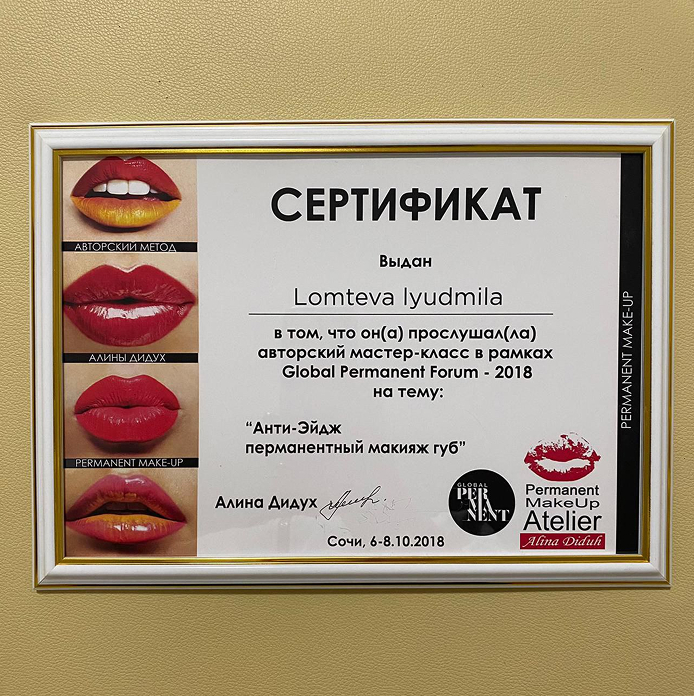 СЕРТИФИКАТ
Выдан
Lomteva lyudmila
в том, что он(а) прослушал(ла)
авторский мастер-класс в рамках
Global Permanent Forum - 2018
на тему:
“Анти-Эйдж
перманентный макияж губ”
Алина Дидух
Сочи, 6-8.10.2018
АВТОРСКИЙ МЕТОД
АЛИНЫ ДИДУХ
PERMANENT MAKE-UP
GLOBAL
PER
MA
NENT
Permanent
MakeUp
Atelier
Alina Diduh
PERMANENT MAKE-UP